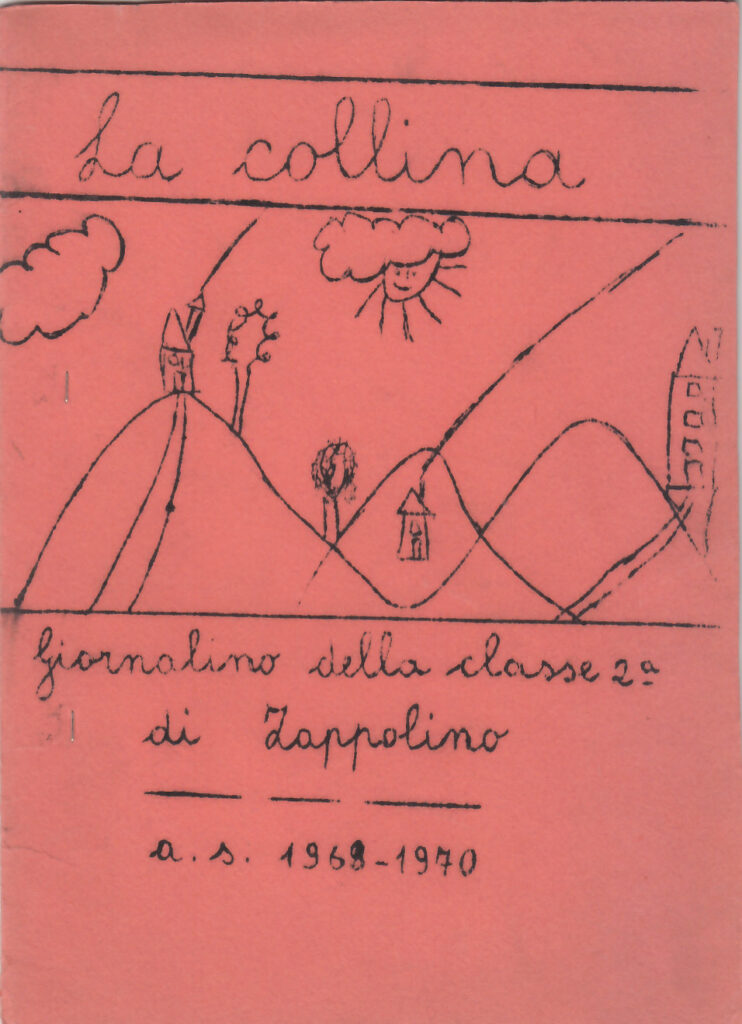 La collina
Giornalino della classe 2ª
di Zappolino
a. s. 1969-1970